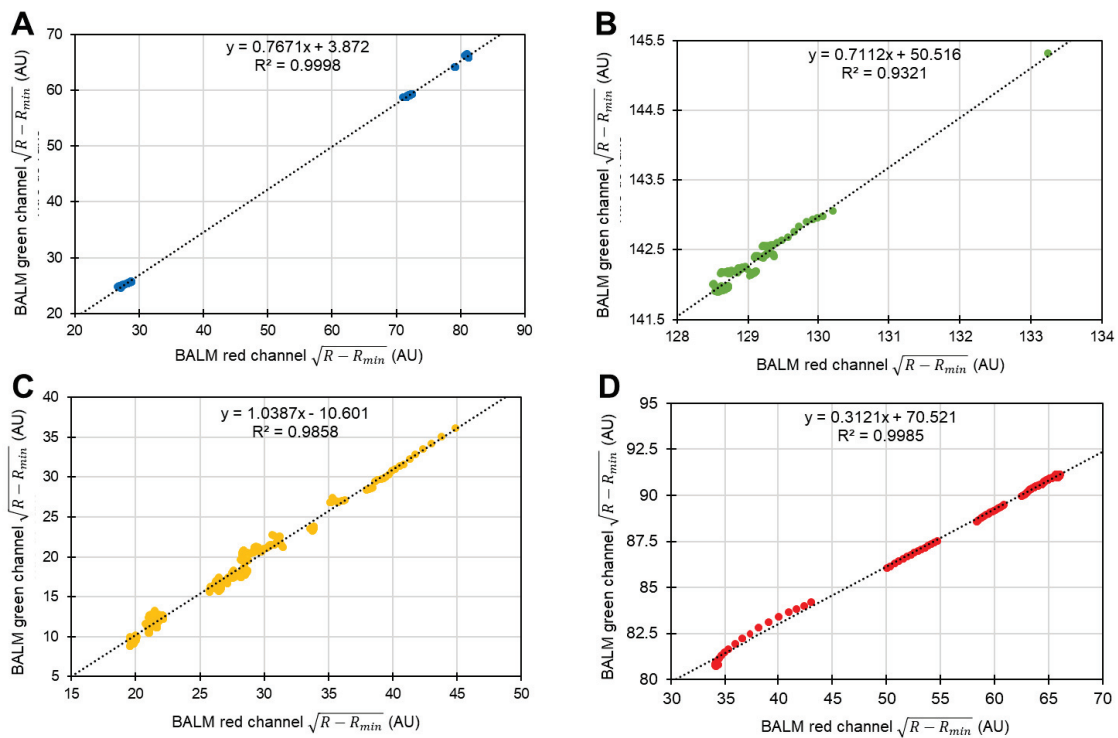 A
BALM green channel √R − R_min (AU)
70
60
50
40
30
20
y = 0.7671x + 3.872
R² = 0.9998
20 30 40 50 60 70 80 90
BALM red channel √R − R_min (AU)
B
BALM green channel √R − R_min (AU)
145.5
144.5
143.5
142.5
141.5
y = 0.7112x + 50.516
R² = 0.9321
128 129 130 131 132 133 134
BALM red channel √R − R_min (AU)
C
BALM green channel √R − R_min (AU)
40
35
30
25
20
15
10
5
y = 1.0387x - 10.601
R² = 0.9858
15 20 25 30 35 40 45 50
BALM red channel √R − R_min (AU)
D
BALM green channel √R − R_min (AU)
95
92.5
90
87.5
85
82.5
80
y = 0.3121x + 70.521
R² = 0.9985
30 35 40 45 50 55 60 65 70
BALM red channel √R − R_min (AU)